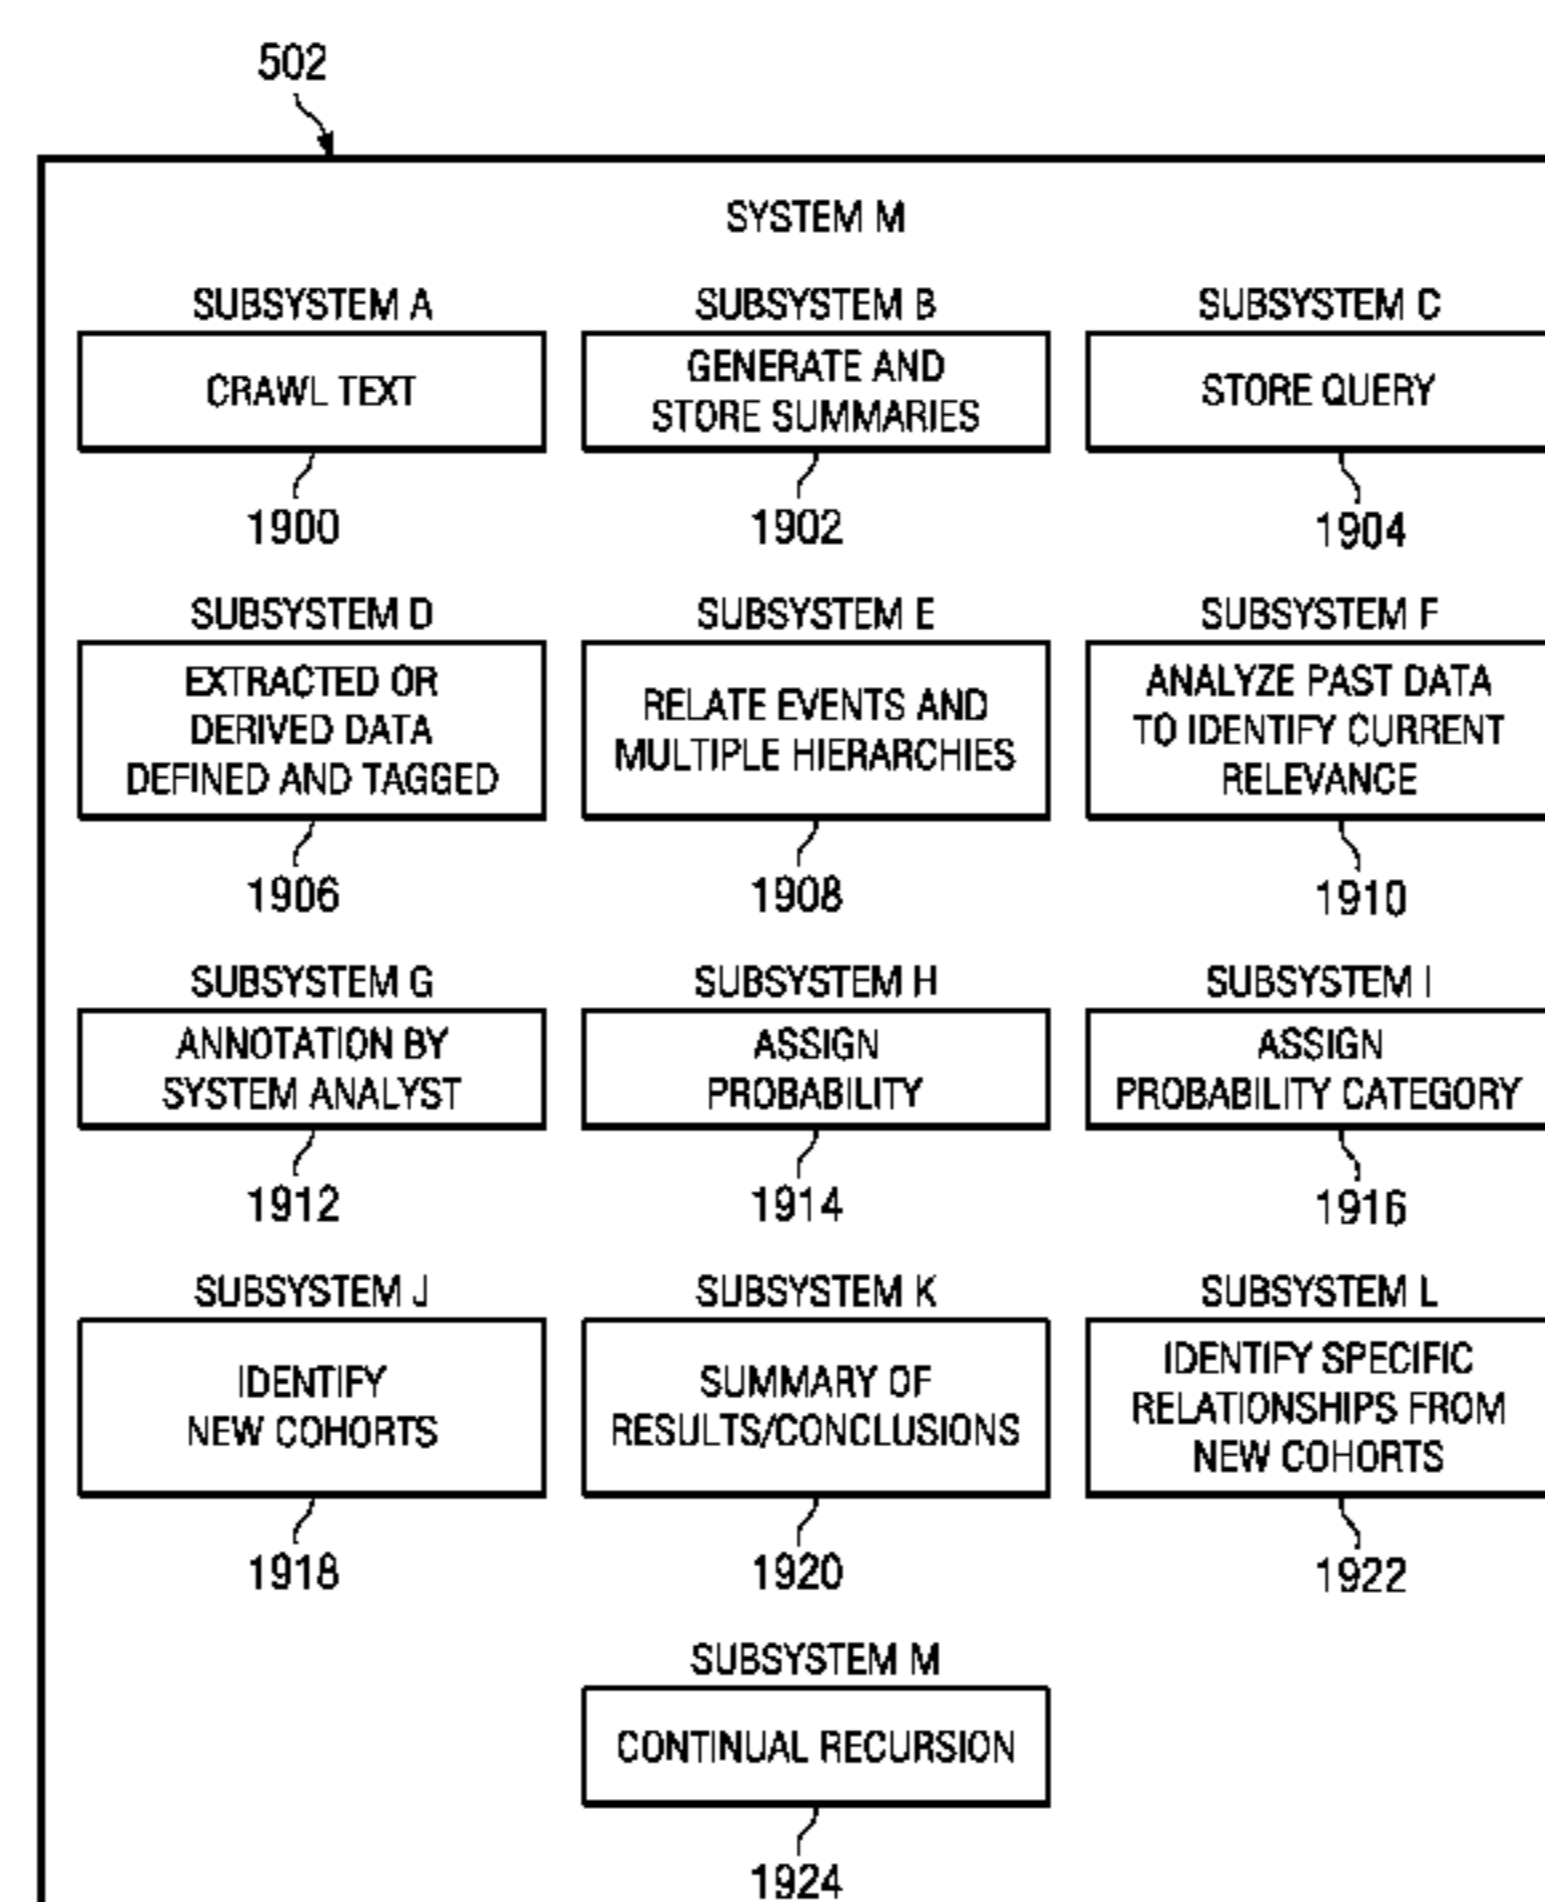 502
SYSTEM M
SUBSYSTEM A
CRAWL TEXT
1900
SUBSYSTEM B
GENERATE AND
STORE SUMMARIES
1902
SUBSYSTEM C
STORE QUERY
1904
SUBSYSTEM D
EXTRACTED OR
DERIVED DATA
DEFINED AND TAGGED
1906
SUBSYSTEM E
RELATE EVENTS AND
MULTIPLE HIERARCHIES
1908
SUBSYSTEM F
ANALYZE PAST DATA
TO IDENTIFY CURRENT
RELEVANCE
1910
SUBSYSTEM G
ANNOTATION BY
SYSTEM ANALYST
1912
SUBSYSTEM H
ASSIGN
PROBABILITY
1914
SUBSYSTEM I
ASSIGN
PROBABILITY CATEGORY
1916
SUBSYSTEM J
IDENTIFY
NEW COHORTS
1918
SUBSYSTEM K
SUMMARY OF
RESULTS/CONCLUSIONS
1920
SUBSYSTEM L
IDENTIFY SPECIFIC
RELATIONSHIPS FROM
NEW COHORTS
1922
SUBSYSTEM M
CONTINUAL RECURSION
1924